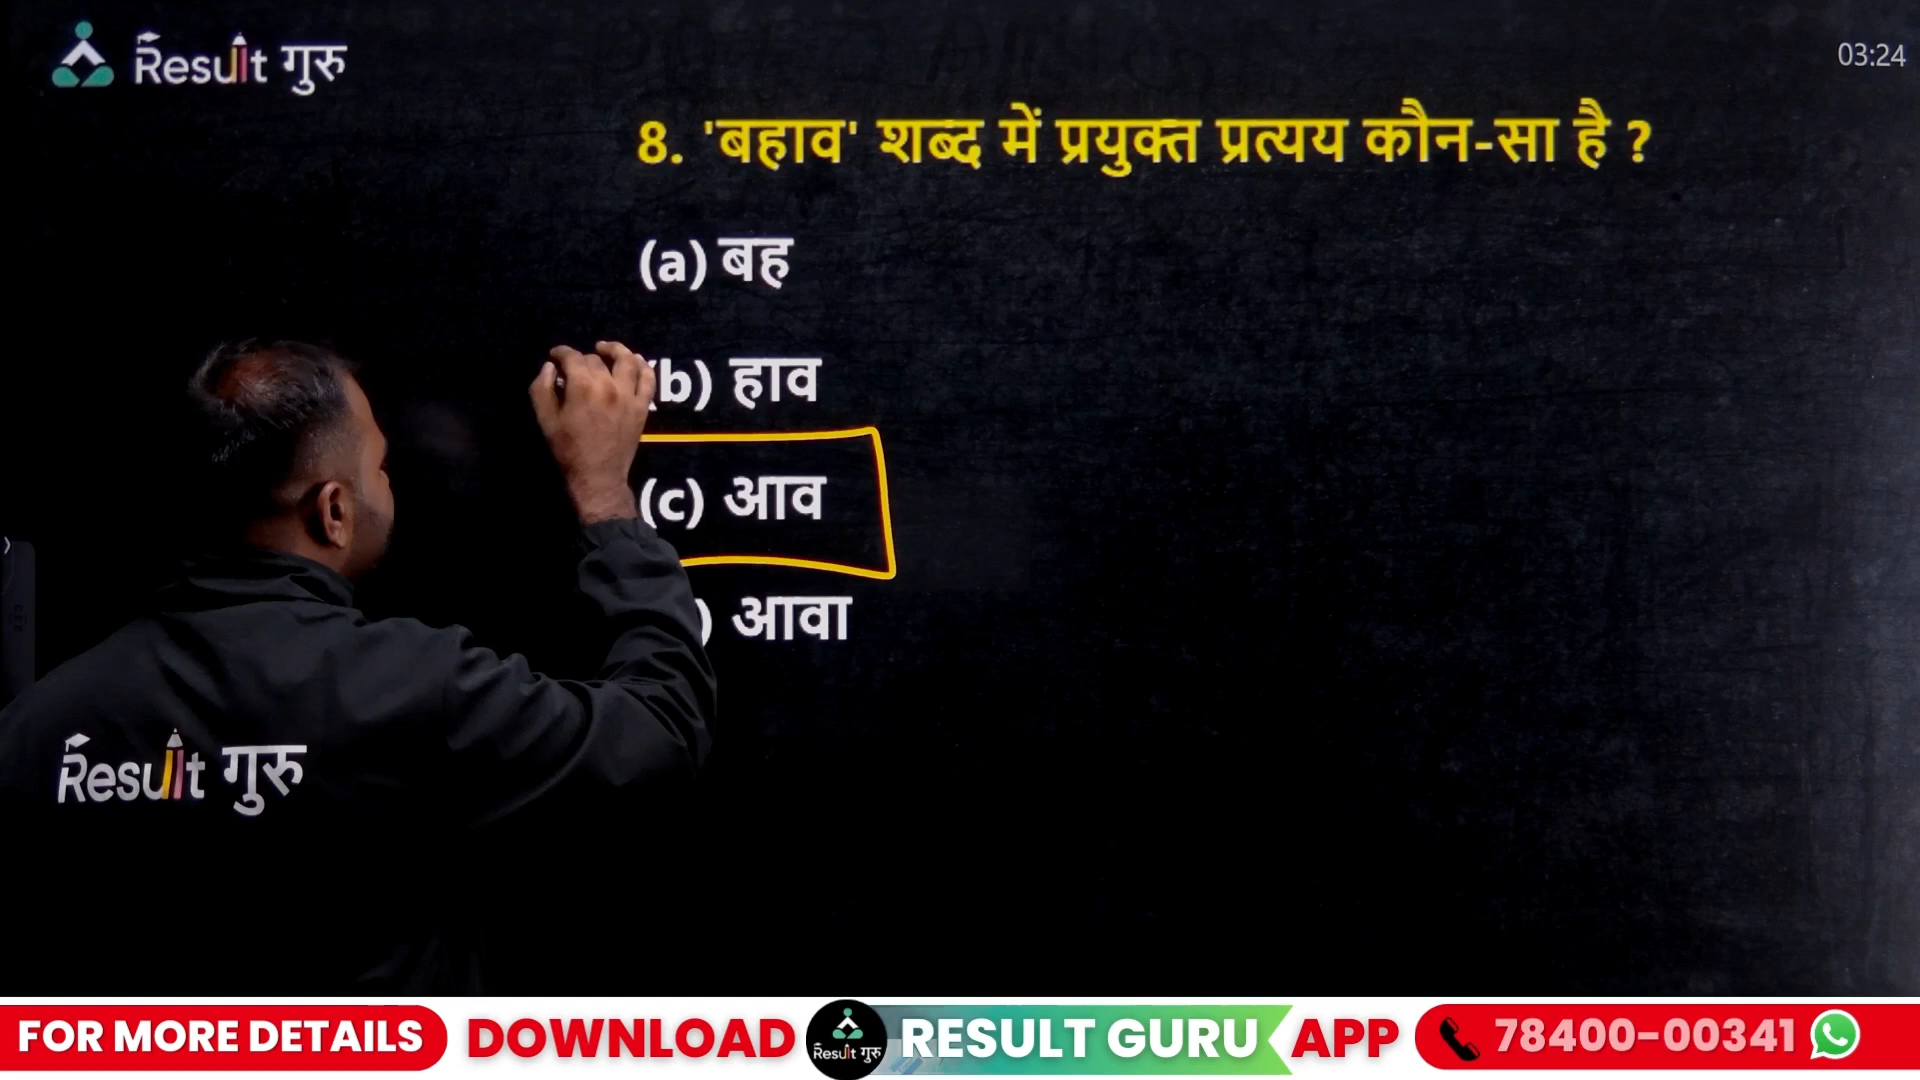 Result गुरु
03:24
8. 'बहाव' शब्द में प्रयुक्त प्रत्यय कौन-सा है ?
(a) बह
(b) हाव
(c) आव
) आवा
Result गुरु
FOR MORE DETAILS DOWNLOAD Result गुरु RESULT GURU APP 78400-00341